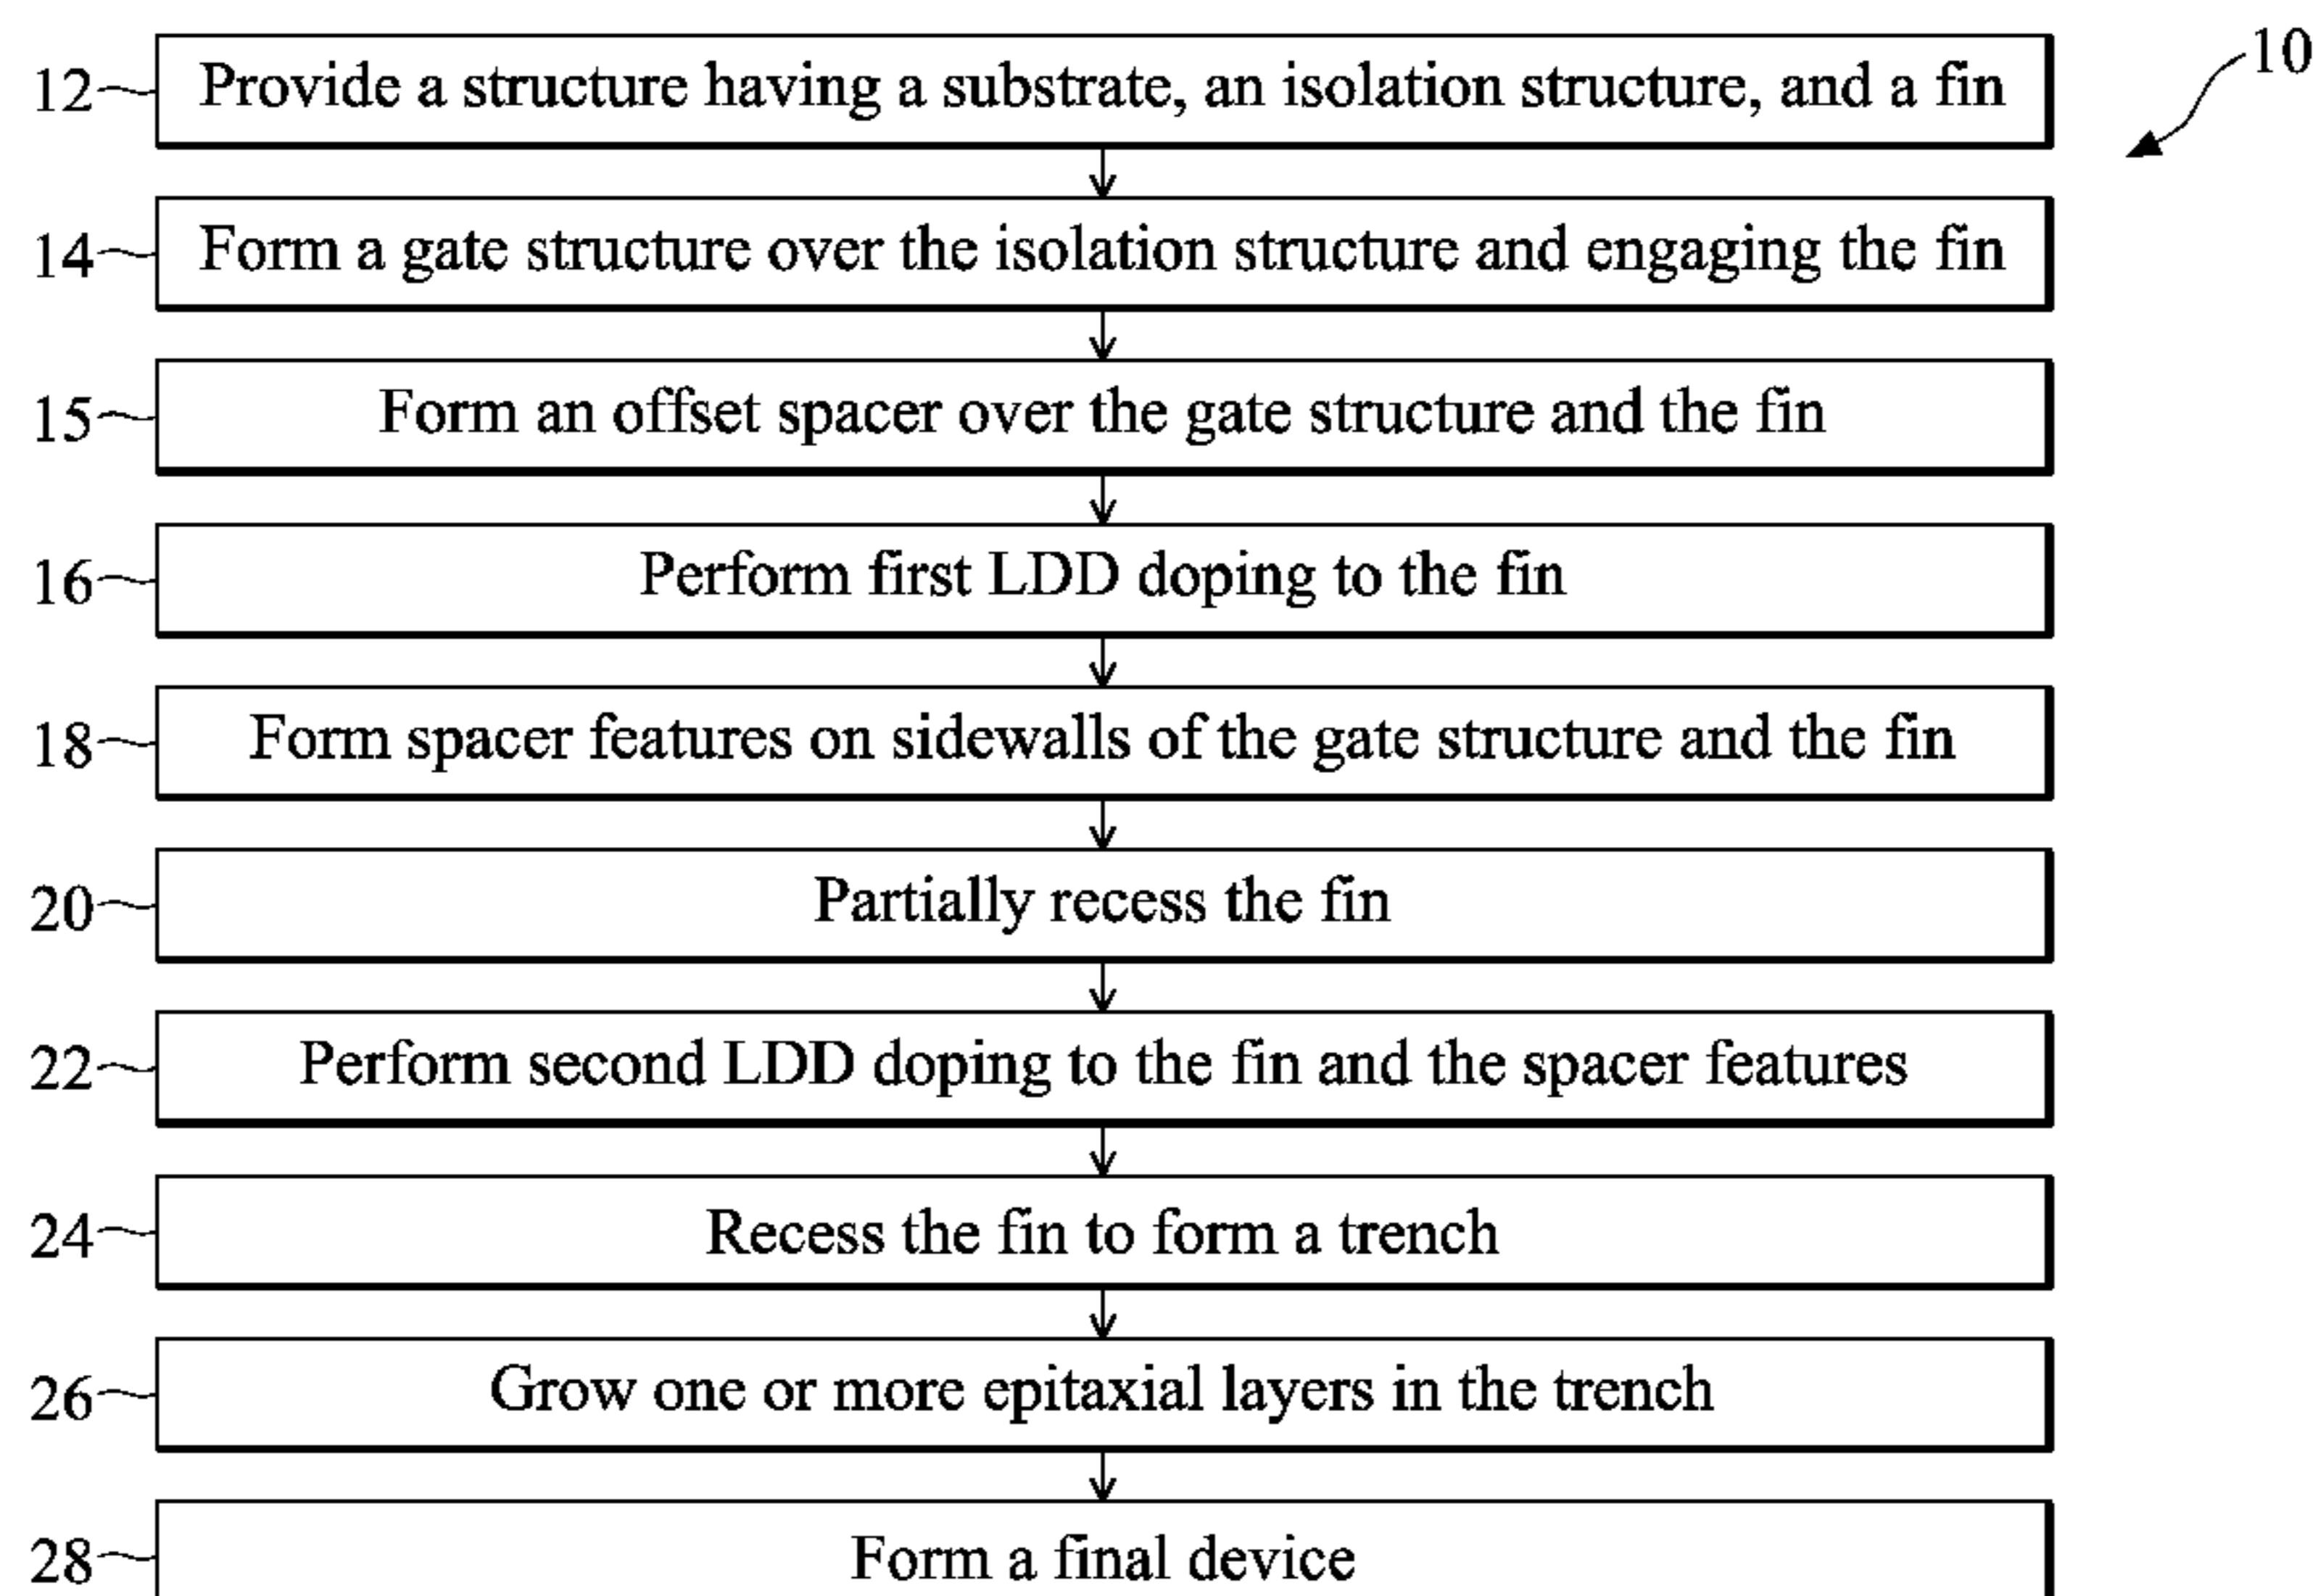 10
12 Provide a structure having a substrate, an isolation structure, and a fin
14 Form a gate structure over the isolation structure and engaging the fin
15 Form an offset spacer over the gate structure and the fin
16 Perform first LDD doping to the fin
18 Form spacer features on sidewalls of the gate structure and the fin
20 Partially recess the fin
22 Perform second LDD doping to the fin and the spacer features
24 Recess the fin to form a trench
26 Grow one or more epitaxial layers in the trench
28 Form a final device